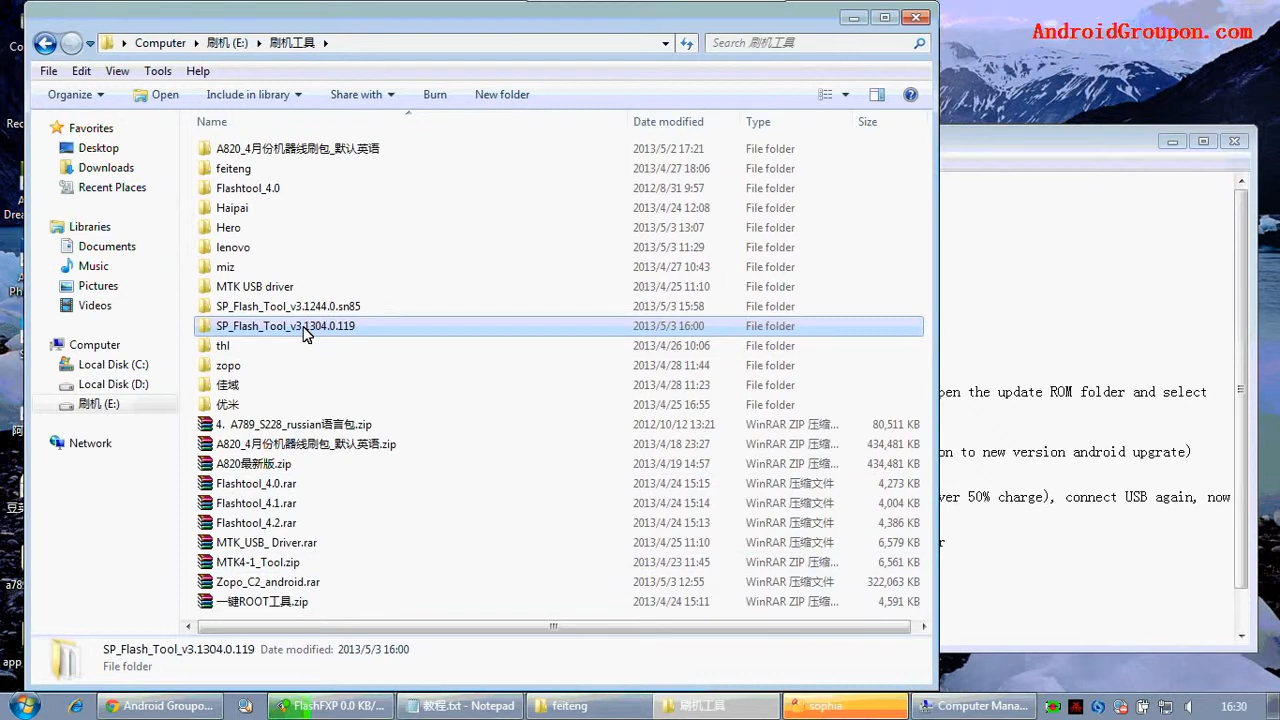 AndroidGroupon.com
Computer 刷机 (E:) 刷机工具
Search 刷机工具
File Edit View Tools Help
Organize Open Include in library Share with Burn New folder
Name Date modified Type Size
Favorites
Desktop
Downloads
Recent Places
Libraries
Documents
Music
Pictures
Videos
Computer
Local Disk (C:)
Local Disk (D:)
刷机 (E:)
Network
A820_4月份机器线刷包_默认英语 2013/5/2 17:21 File folder
feiteng 2013/4/27 18:06 File folder
Flashtool_4.0 2012/8/31 9:57 File folder
Haipai 2013/4/24 12:08 File folder
Hero 2013/5/3 13:07 File folder
lenovo 2013/5/3 11:29 File folder
miz 2013/4/27 10:43 File folder
MTK USB driver 2013/4/25 11:10 File folder
SP_Flash_Tool_v3.1244.0.sn85 2013/5/3 15:58 File folder
SP_Flash_Tool_v3.1304.0.119 2013/5/3 16:00 File folder
thl 2013/4/26 10:06 File folder
zopo 2013/4/28 11:44 File folder
佳域 2013/4/28 11:23 File folder
优米 2013/4/25 16:55 File folder
4. A789_S228_russian语言包.zip 2012/10/12 13:21 WinRAR ZIP 压缩... 80,511 KB
A820_4月份机器线刷包_默认英语.zip 2013/4/18 23:27 WinRAR ZIP 压缩... 434,481 KB
A820最新版.zip 2013/4/19 14:57 WinRAR ZIP 压缩... 434,481 KB
Flashtool_4.0.rar 2013/4/24 15:15 WinRAR 压缩文件 4,273 KB
Flashtool_4.1.rar 2013/4/24 15:14 WinRAR 压缩文件 4,004 KB
Flashtool_4.2.rar 2013/4/24 15:13 WinRAR 压缩文件 4,386 KB
MTK_USB_ Driver.rar 2013/4/25 11:10 WinRAR 压缩文件 6,579 KB
MTK4-1_Tool.zip 2013/4/23 11:45 WinRAR ZIP 压缩... 6,561 KB
Zopo_C2_android.rar 2013/5/3 12:55 WinRAR 压缩文件 322,063 KB
一键ROOT工具.zip 2013/4/24 15:11 WinRAR ZIP 压缩... 4,591 KB
SP_Flash_Tool_v3.1304.0.119 Date modified: 2013/5/3 16:00
File folder
pen the update ROM folder and select
on to new version android upgrate)
ver 50% charge), connect USB again, now
r
app
Android Groupo... FlashFXP 0.0 KB/... 教程.txt - Notepad feiteng 刷机工具 sophia Computer Mana... 16:30